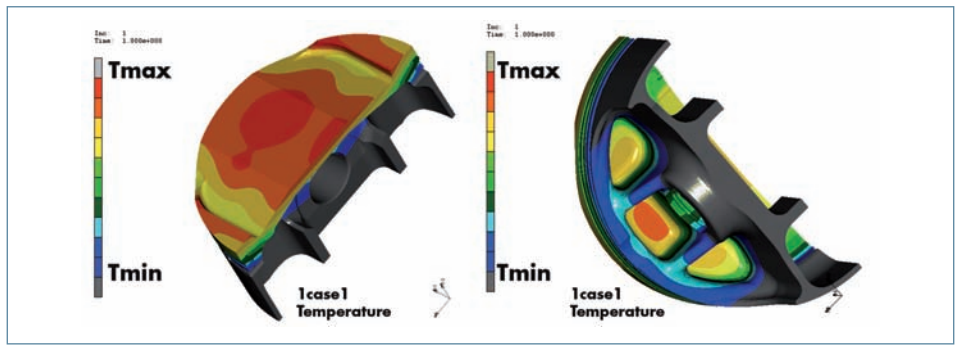 Inc: 1
Time: 1.000e+000
Tmax
Tmin
1case1
Temperature
Inc: 1
Time: 1.000e+000
Tmax
Tmin
1case1
Temperature